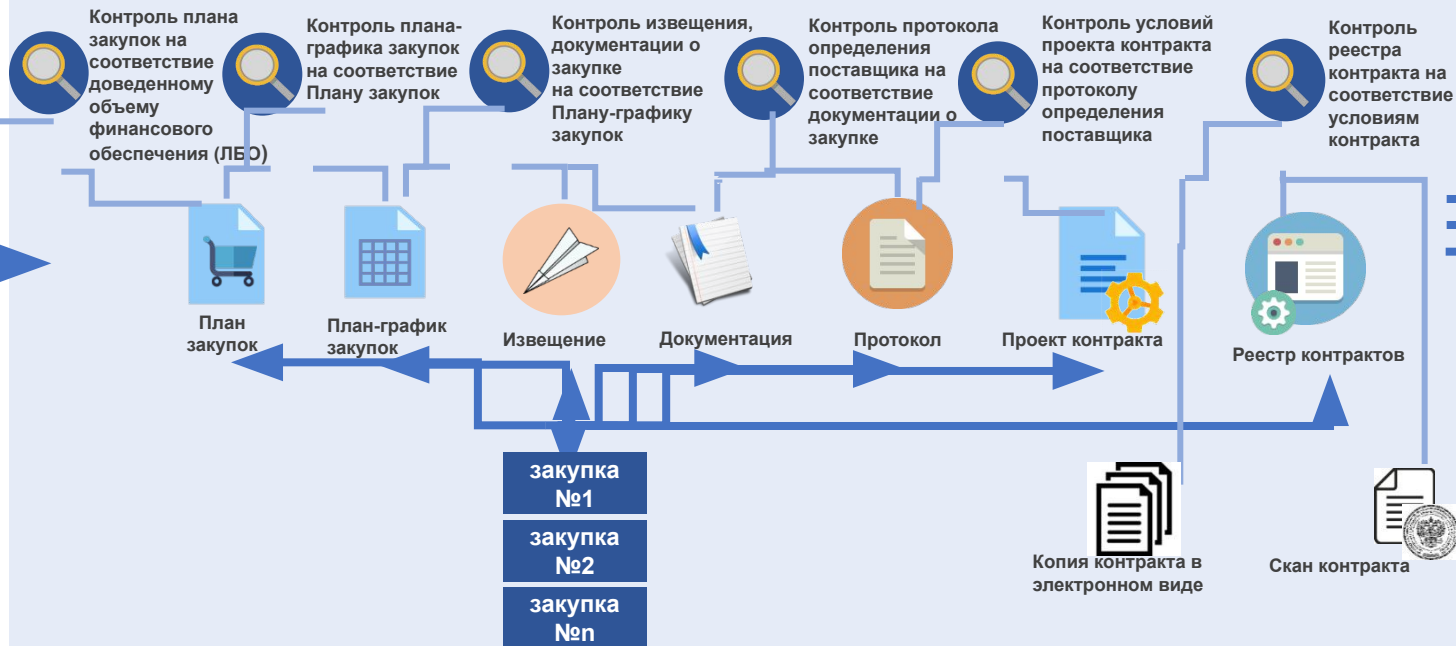 Контроль плана
закупок на
соответствие
доведенному
объему
финансового
обеспечения (ЛБО)
Контроль плана-
графика закупок
на соответствие
Плану закупок
Контроль извещения,
документации о
закупке
на соответствие
Плану-графику
закупок
Контроль протокола
определения
поставщика на
соответствие
документации о
закупке
Контроль условий
проекта контракта
на соответствие
протоколу
определения
поставщика
Контроль
реестра
контракта на
соответствие
условиям
контракта
План
закупок
План-график
закупок
Извещение
Документация
Протокол
Проект контракта
Реестр контрактов
закупка
№1
закупка
№2
закупка
№n
Копия контракта в
электронном виде
Скан контракта